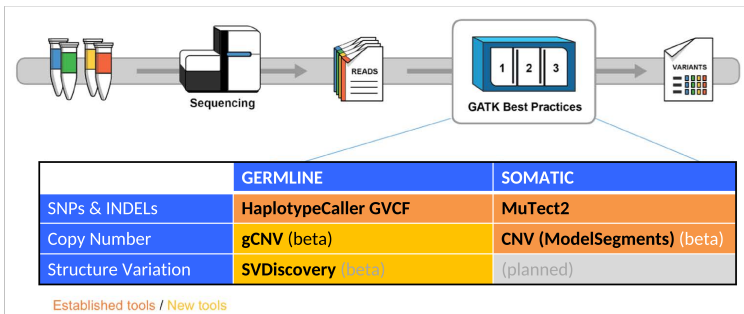 READS
1 2 3
VARIANTS
Sequencing
GATK Best Practices
GERMLINE SOMATIC
SNPs & INDELs HaplotypeCaller GVCF MuTect2
Copy Number gCNV (beta) CNV (ModelSegments) (beta)
Structure Variation SVDiscovery (beta) (planned)
Established tools / New tools